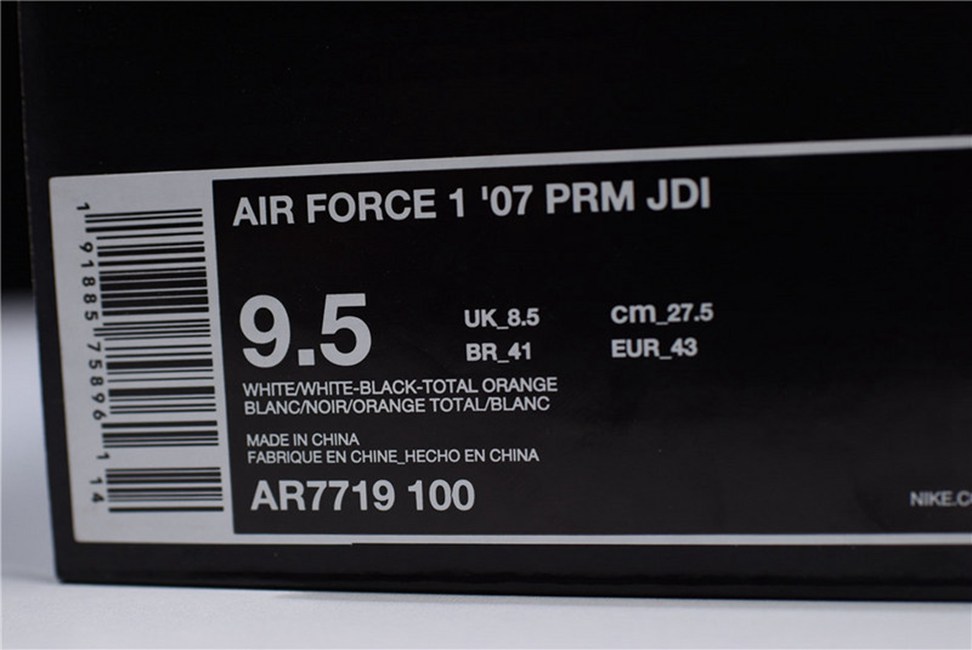 AIR FORCE 1 '07 PRM JDI
9.5
UK_8.5
cm_27.5
BR_41
EUR_43
WHITE/WHITE-BLACK-TOTAL ORANGE
BLANC/NOIR/ORANGE TOTAL/BLANC
MADE IN CHINA
FABRIQUE EN CHINE_HECHO EN CHINA
AR7719 100
NIKE.C
1 91885 75896 1 14